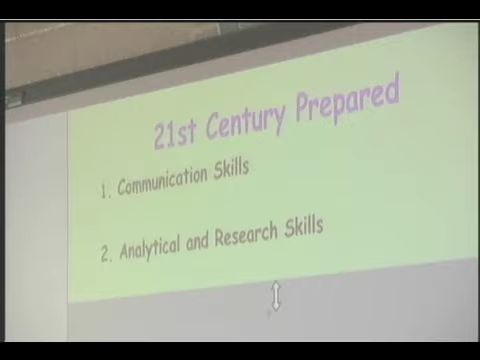 21st Century Prepared
1. Communication Skills
2. Analytical and Research Skills